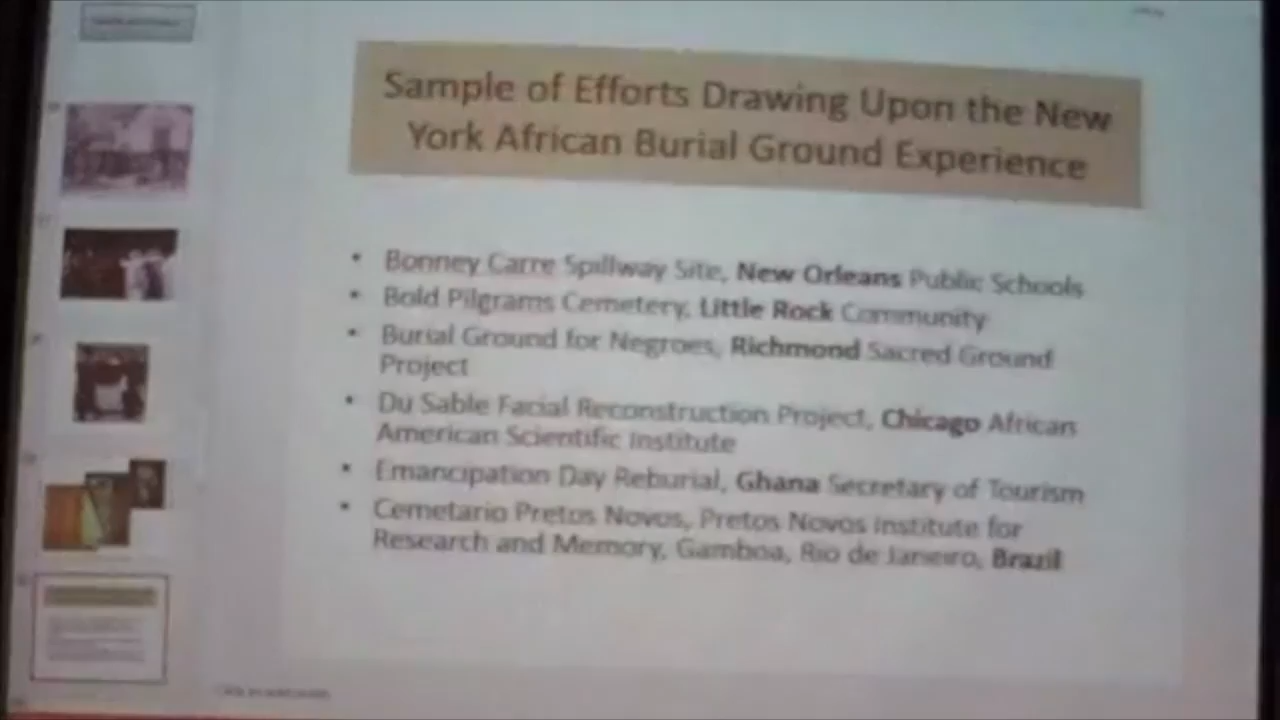 Sample of Efforts Drawing Upon the New
York African Burial Ground Experience
• Bonney Carre Spillway Site, New Orleans Public Schools
• Bold Pilgrams Cemetery, Little Rock Community
• Burial Ground for Negroes, Richmond Sacred Ground
Project
• Du Sable Facial Reconstruction Project, Chicago African
American Scientific Institute
• Emancipation Day Reburial, Ghana Secretary of Tourism
• Cemetario Pretos Novos, Pretos Novos Institute for
Research and Memory, Gamboa, Rio de Janeiro, Brazil